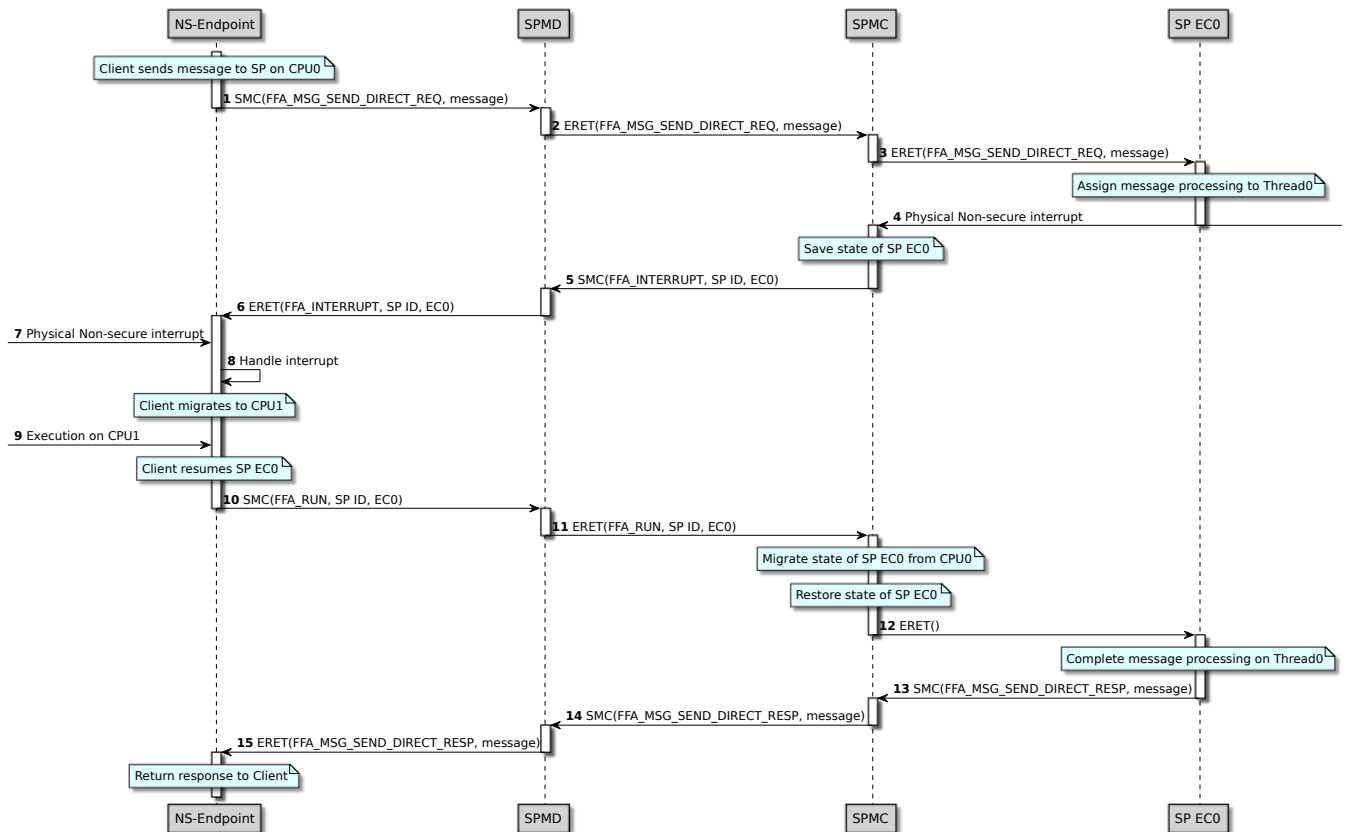 NS-Endpoint
SPMD
SPMC
SP EC0
Client sends message to SP on CPU0
1 SMC(FFA_MSG_SEND_DIRECT_REQ, message)
2 ERET(FFA_MSG_SEND_DIRECT_REQ, message)
3 ERET(FFA_MSG_SEND_DIRECT_REQ, message)
Assign message processing to Thread0
4 Physical Non-secure interrupt
Save state of SP EC0
5 SMC(FFA_INTERRUPT, SP ID, EC0)
6 ERET(FFA_INTERRUPT, SP ID, EC0)
7 Physical Non-secure interrupt
8 Handle interrupt
Client migrates to CPU1
9 Execution on CPU1
Client resumes SP EC0
10 SMC(FFA_RUN, SP ID, EC0)
11 ERET(FFA_RUN, SP ID, EC0)
Migrate state of SP EC0 from CPU0
Restore state of SP EC0
12 ERET()
Complete message processing on Thread0
13 SMC(FFA_MSG_SEND_DIRECT_RESP, message)
14 SMC(FFA_MSG_SEND_DIRECT_RESP, message)
15 ERET(FFA_MSG_SEND_DIRECT_RESP, message)
Return response to Client
NS-Endpoint
SPMD
SPMC
SP EC0